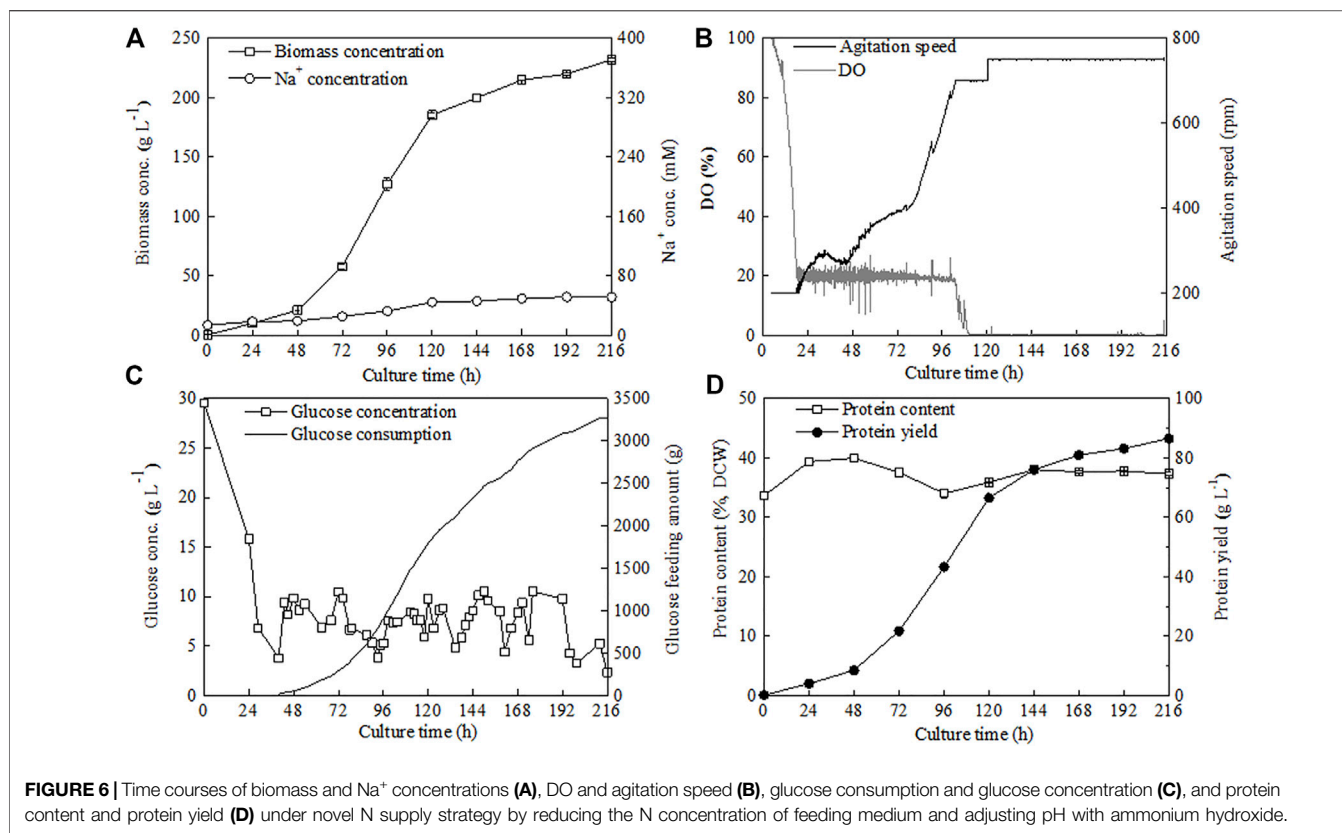 A
Biomass concentration
Na⁺ concentration
Biomass conc. (g L⁻¹)
250
200
150
100
50
0
Na⁺ conc. (mM)
400
320
240
160
80
0
0 24 48 72 96 120 144 168 192 216
Culture time (h)
B
Agitation speed
DO
DO (%)
100
80
60
40
20
0
Agitation speed (rpm)
800
600
400
200
0 24 48 72 96 120 144 168 192 216
Culture time (h)
C
Glucose concentration
Glucose consumption
Glucose conc. (g L⁻¹)
30
25
20
15
10
5
0
Glucose feeding amount (g)
3500
3000
2500
2000
1500
1000
500
0
0 24 48 72 96 120 144 168 192 216
Culture time (h)
D
Protein content
Protein yield
Protein content (%, DCW)
50
40
30
20
10
0
Protein yield (g L⁻¹)
100
80
60
40
20
0
0 24 48 72 96 120 144 168 192 216
Culture time (h)
FIGURE 6 | Time courses of biomass and Na⁺ concentrations (A), DO and agitation speed (B), glucose consumption and glucose concentration (C), and protein
content and protein yield (D) under novel N supply strategy by reducing the N concentration of feeding medium and adjusting pH with ammonium hydroxide.